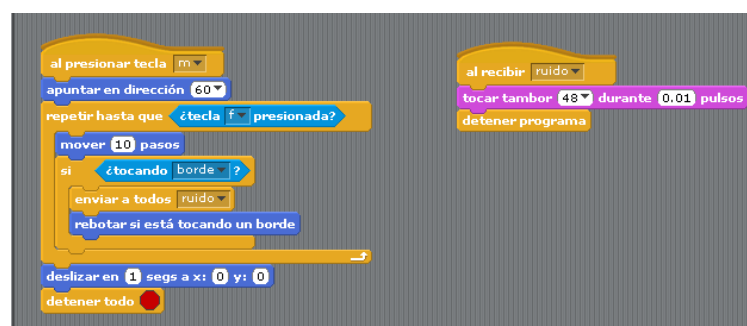 al presionar tecla m
apuntar en dirección 60
repetir hasta que ¿tecla f presionada?
mover 10 pasos
si ¿tocando borde ?
enviar a todos ruido
rebotar si está tocando un borde
deslizar en 1 segs a x: 0 y: 0
detener todo
al recibir ruido
tocar tambor 48 durante 0.01 pulsos
detener programa